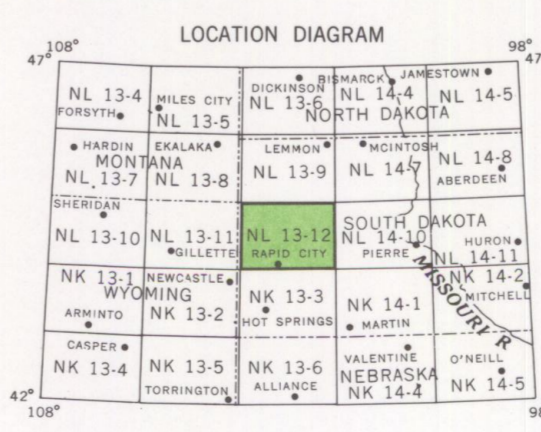 LOCATION DIAGRAM
108° 98°
47° 47
NL 13-4 MILES CITY DICKINSON BISMARCK JAMESTOWN
FORSYTH NL 13-5 NL 13-6 NL 14-4 NL 14-5
NORTH DAKOTA
HARDIN EKALAKA LEMMON MCINTOSH NL 14-8
MONTANA
NL 13-7 NL 13-8 NL 13-9 NL 14-7 ABERDEEN
SHERIDAN SOUTH DAKOTA
NL 13-10 NL 13-11 NL 13-12 NL 14-10 HURON
GILLETTE RAPID CITY PIERRE NL 14-11
NK 13-1 NEWCASTLE MISSOURI R NK 14-2
WYOMING NK 13-3 NK 14-1 MITCHELL
ARMINTO NK 13-2 HOT SPRINGS MARTIN
CASPER NK 13-5 NK 13-6 VALENTINE O'NEILL
NK 13-4 NEBRASKA NK 14-5
TORRINGTON ALLIANCE NK 14-4
42°
108° 98